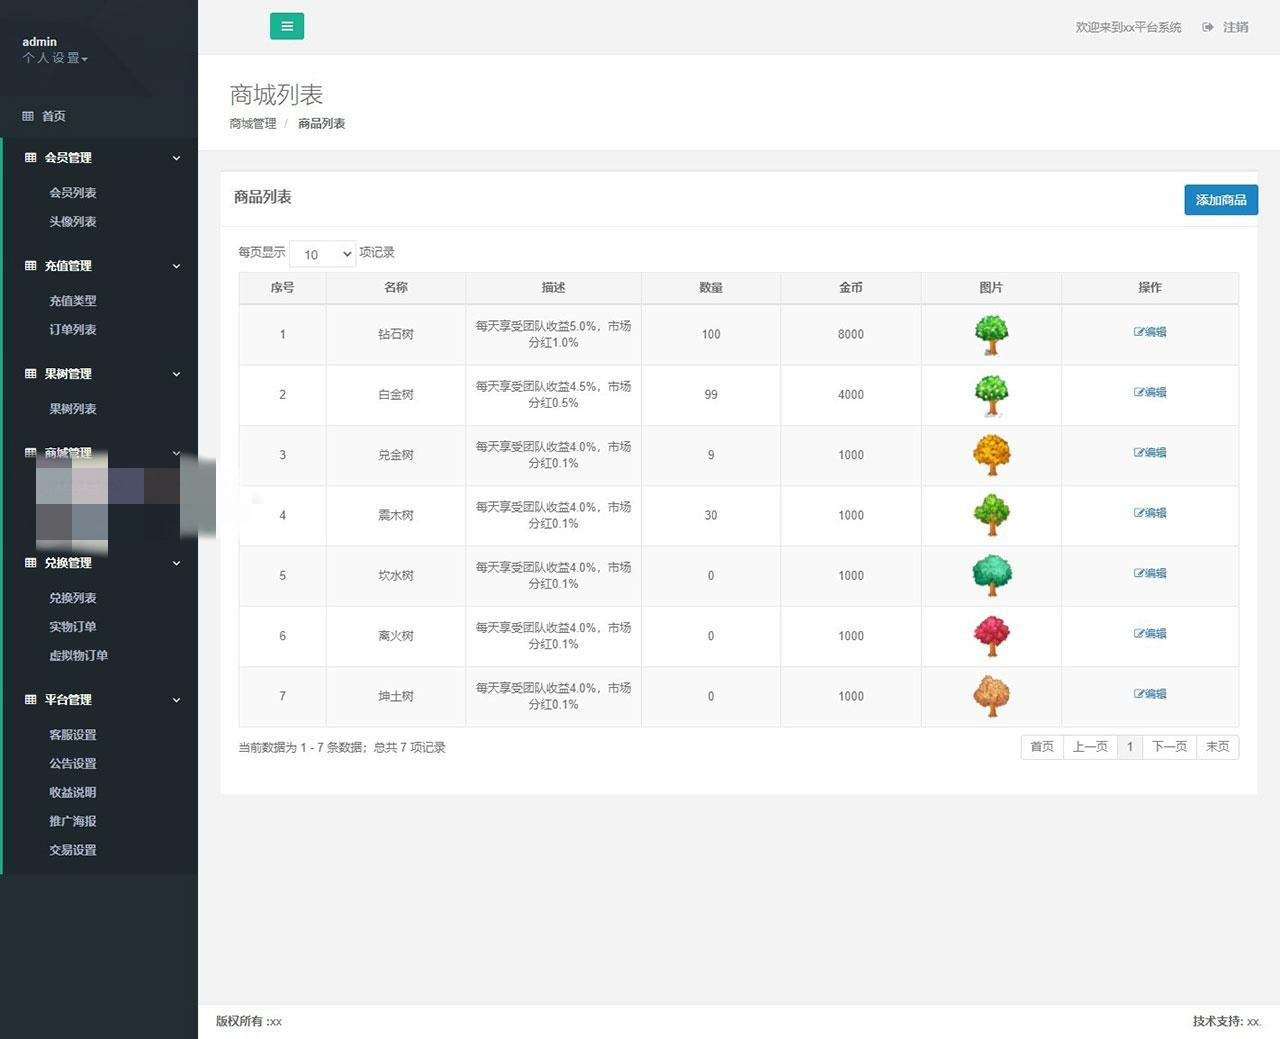 admin
个人设置
首页
会员管理
会员列表
头像列表
充值管理
充值类型
订单列表
果树管理
果树列表
商城管理
兑换管理
兑换列表
实物订单
虚拟物订单
平台管理
客服设置
公告设置
收益说明
推广海报
交易设置
欢迎来到xx平台系统 注销
商城列表
商城管理 / 商品列表
商品列表 添加商品
每页显示 10 项记录
序号 名称 描述 数量 金币 图片 操作
1 钻石树 每天享受团队收益5.0%，市场 100 8000 编辑
分红1.0%
2 白金树 每天享受团队收益4.5%，市场 99 4000 编辑
分红0.5%
3 兑金树 每天享受团队收益4.0%，市场 9 1000 编辑
分红0.1%
4 震木树 每天享受团队收益4.0%，市场 30 1000 编辑
分红0.1%
5 坎水树 每天享受团队收益4.0%，市场 0 1000 编辑
分红0.1%
6 离火树 每天享受团队收益4.0%，市场 0 1000 编辑
分红0.1%
7 坤土树 每天享受团队收益4.0%，市场 0 1000 编辑
分红0.1%
当前数据为 1 - 7 条数据；总共 7 项记录 首页 上一页 1 下一页 末页
版权所有 :xx 技术支持: xx.